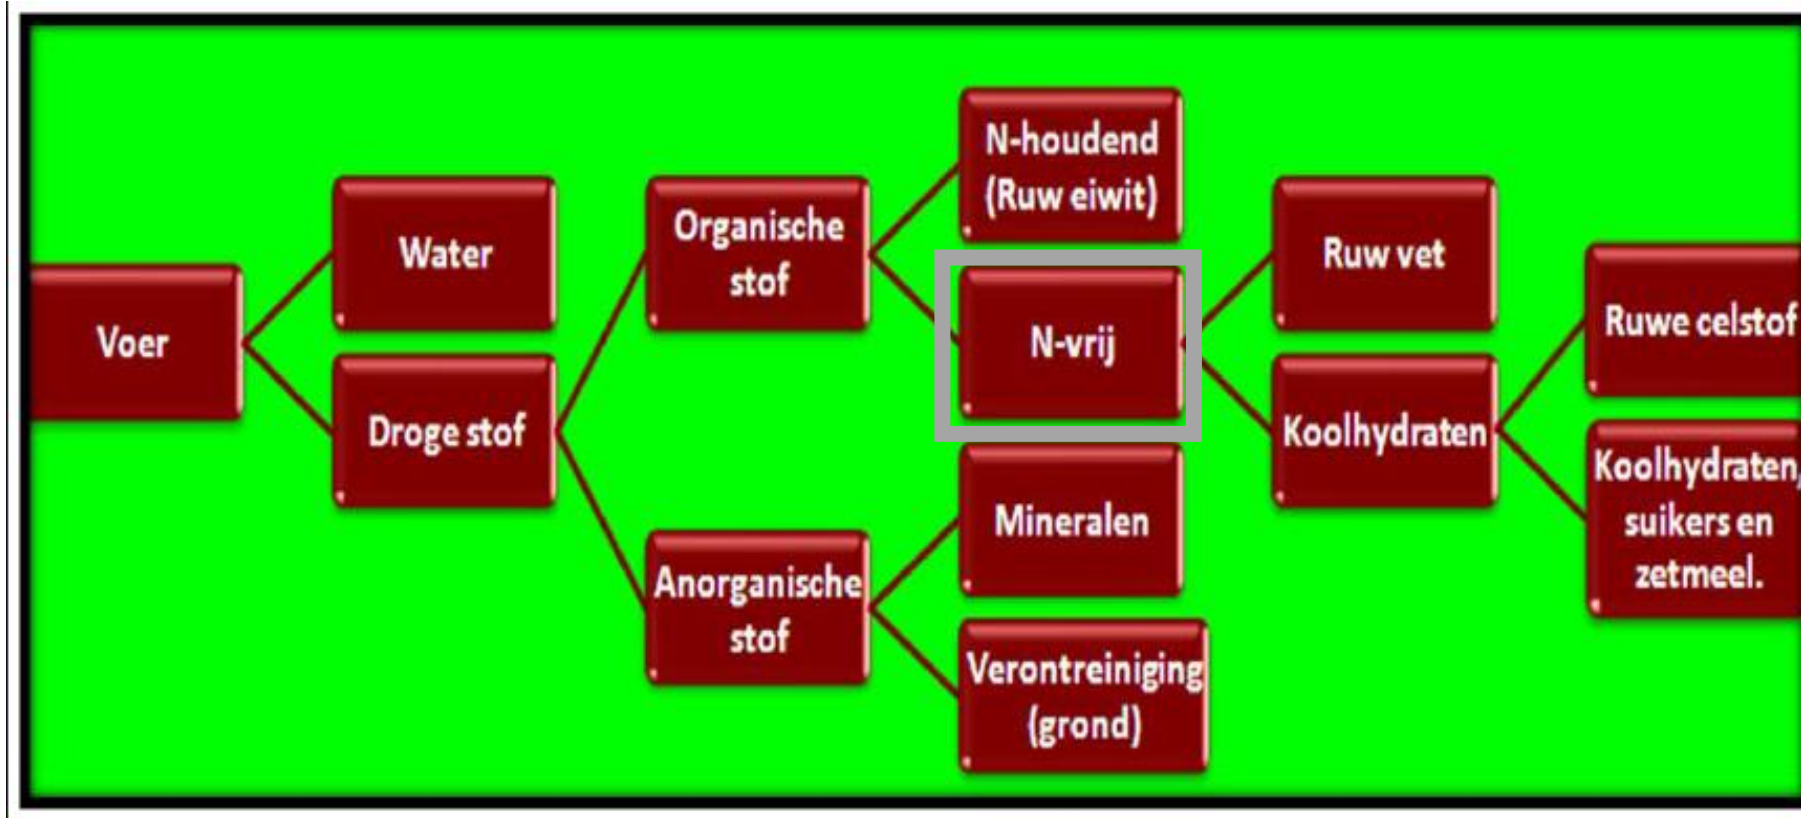 Voer
Water
Droge stof
Organische
stof
Anorganische
stof
N-houdend
(Ruw eiwit)
N-vrij
Mineralen
Verontreiniging
(grond)
Ruw vet
Koolhydraten
Ruwe celstof
Koolhydraten,
suikers en
zetmeel.